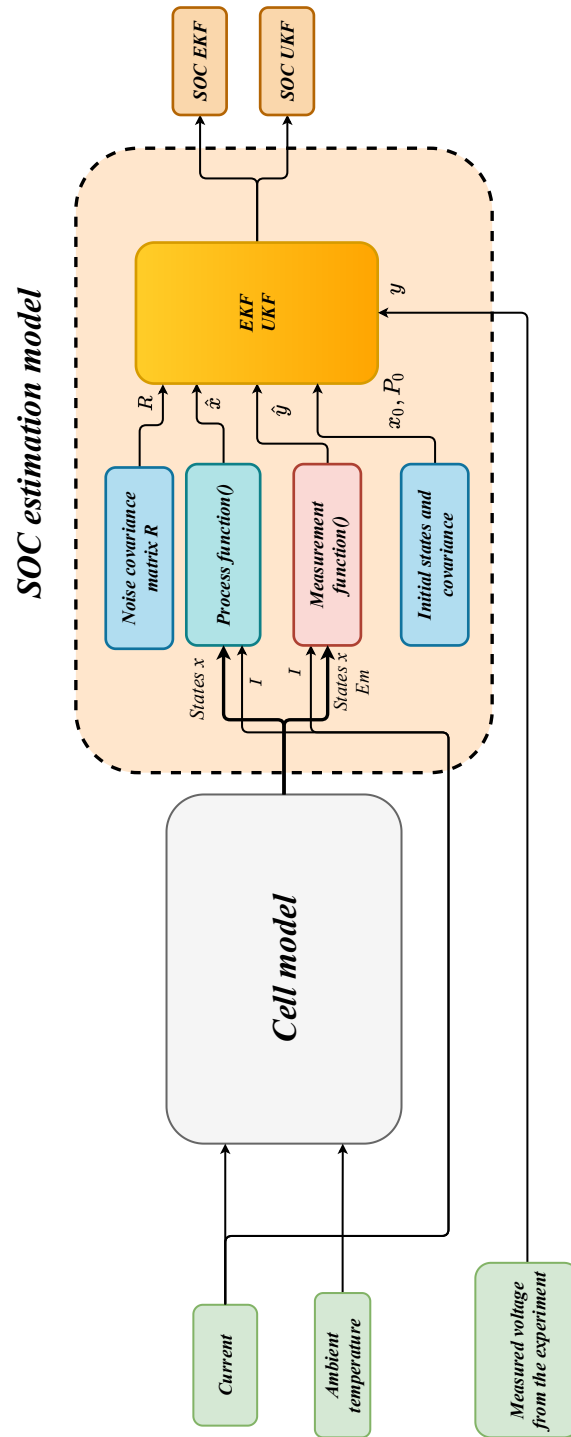 SOC estimation model
Current
Ambient
temperature
Measured voltage
from the experiment
Cell model
States x
I
I
States x
Em
Noise covariance
matrix R
Process function()
Measurement
function()
Initial states and
covariance
R
x̂
ŷ
x₀, P₀
y
EKF
UKF
SOC EKF
SOC UKF